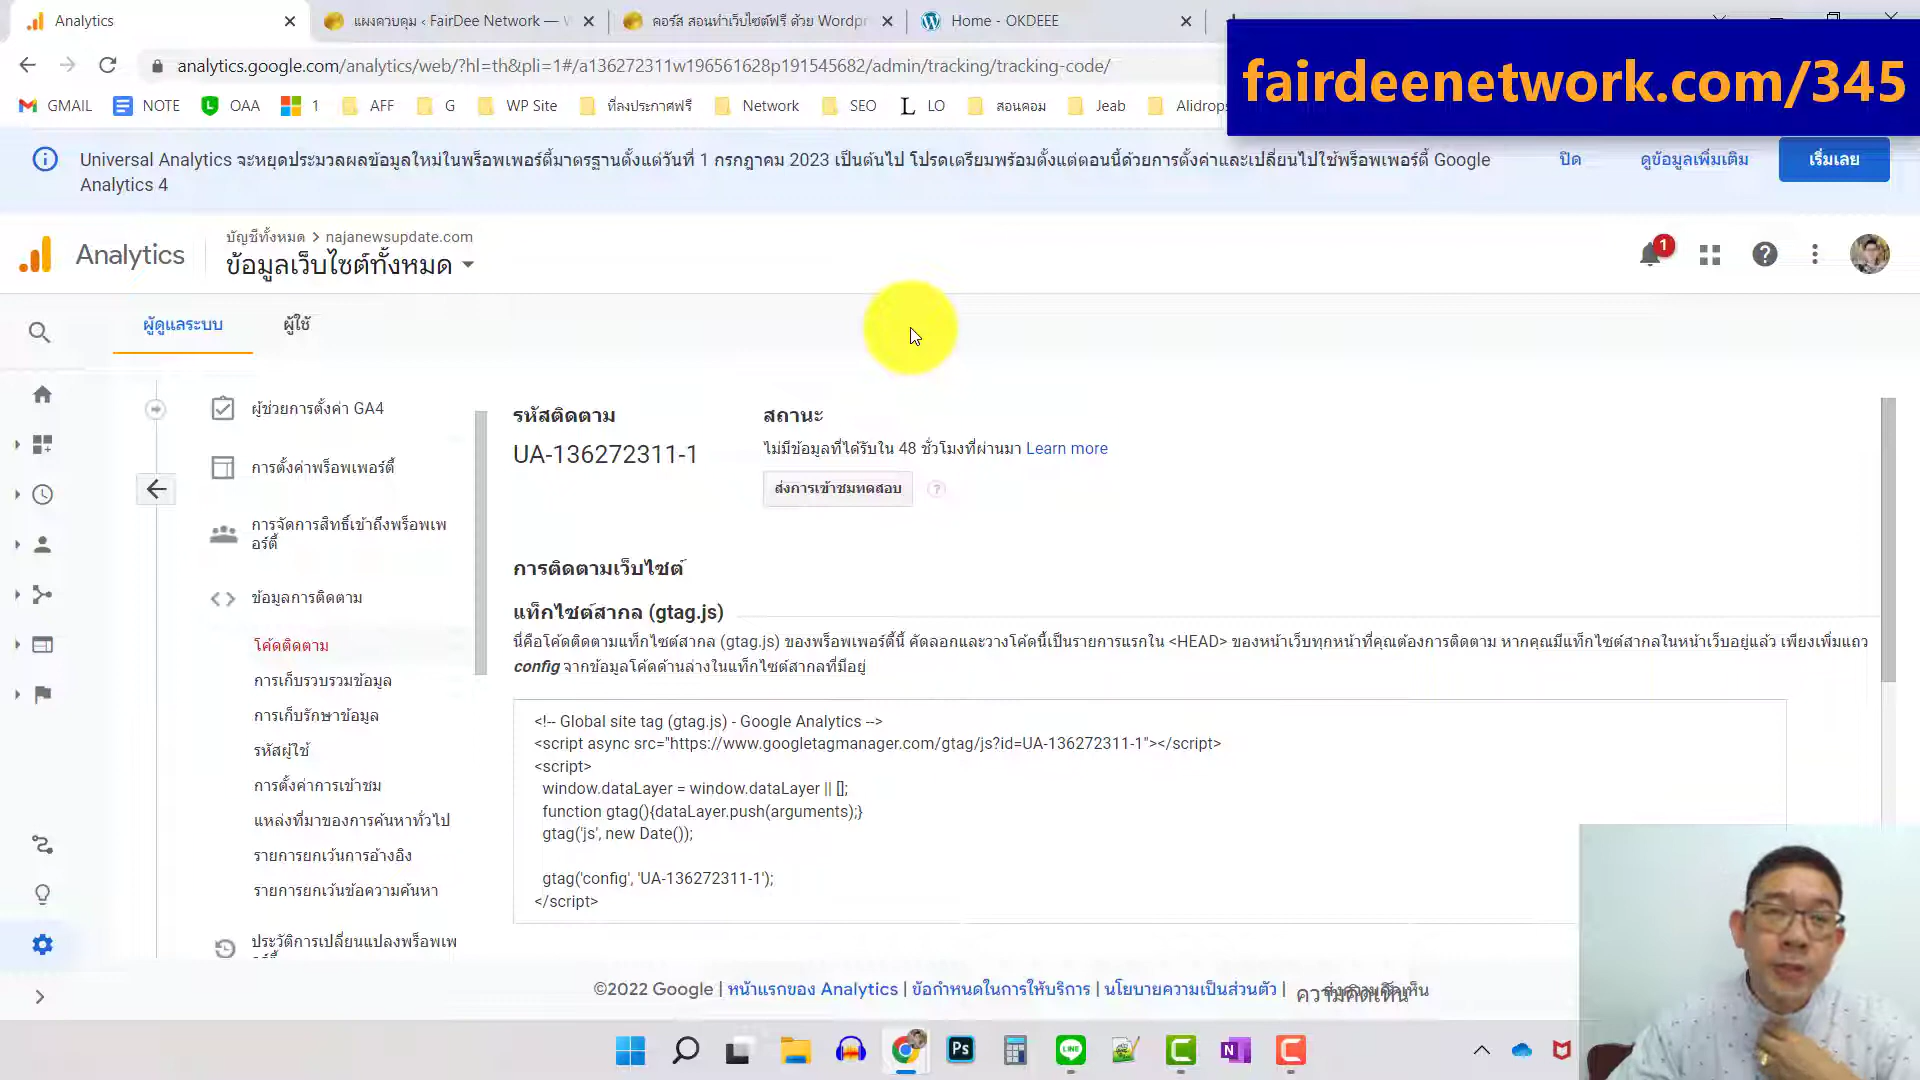 Analytics
แผงควบคุม ‹ FairDee Network —
คอร์ส สอนทำเว็บไซต์ฟรี ด้วย Wordpr
Home - OKDEEE
fairdeenetwork.com/345
analytics.google.com/analytics/web/?hl=th&pli=1#/a136272311w196561628p191545682/admin/tracking/tracking-code/
GMAIL NOTE OAA 1 AFF G WP Site ที่ลงประกาศฟรี Network SEO LO สอนคอม Jeab Alidrops
Universal Analytics จะหยุดประมวลผลข้อมูลใหม่ในพร็อพเพอร์ตี้มาตรฐานตั้งแต่วันที่ 1 กรกฎาคม 2023 เป็นต้นไป โปรดเตรียมพร้อมตั้งแต่ตอนนี้ด้วยการตั้งค่าและเปลี่ยนไปใช้พร็อพเพอร์ตี้ Google
Analytics 4
ปิด
ดูข้อมูลเพิ่มเติม
เริ่มเลย
Analytics
บัญชีทั้งหมด > najanewsupdate.com
ข้อมูลเว็บไซต์ทั้งหมด
1
ผู้ดูแลระบบ
ผู้ใช้
ผู้ช่วยการตั้งค่า GA4
การตั้งค่าพร็อพเพอร์ตี้
การจัดการสิทธิ์เข้าถึงพร็อพเพ
อร์ตี้
ข้อมูลการติดตาม
โค้ดติดตาม
การเก็บรวบรวมข้อมูล
การเก็บรักษาข้อมูล
รหัสผู้ใช้
การตั้งค่าการเข้าชม
แหล่งที่มาของการค้นหาทั่วไป
รายการยกเว้นการอ้างอิง
รายการยกเว้นข้อความค้นหา
ประวัติการเปลี่ยนแปลงพร็อพเพ
อร์ตี้
รหัสติดตาม
UA-136272311-1
สถานะ
ไม่มีข้อมูลที่ได้รับใน 48 ชั่วโมงที่ผ่านมา Learn more
ส่งการเข้าชมทดสอบ
?
การติดตามเว็บไซต์
แท็กไซต์สากล (gtag.js)
นี่คือโค้ดติดตามแท็กไซต์สากล (gtag.js) ของพร็อพเพอร์ตี้นี้ คัดลอกและวางโค้ดนี้เป็นรายการแรกใน <HEAD> ของหน้าเว็บทุกหน้าที่คุณต้องการติดตาม หากคุณมีแท็กไซต์สากลในหน้าเว็บอยู่แล้ว เพียงเพิ่มแถว
config จากข้อมูลโค้ดด้านล่างในแท็กไซต์สากลที่มีอยู่
<!-- Global site tag (gtag.js) - Google Analytics -->
<script async src="https://www.googletagmanager.com/gtag/js?id=UA-136272311-1"></script>
<script>
window.dataLayer = window.dataLayer || [];
function gtag(){dataLayer.push(arguments);}
gtag('js', new Date());
gtag('config', 'UA-136272311-1');
</script>
©2022 Google | หน้าแรกของ Analytics | ข้อกำหนดในการให้บริการ | นโยบายความเป็นส่วนตัว | ความคิดเห็น